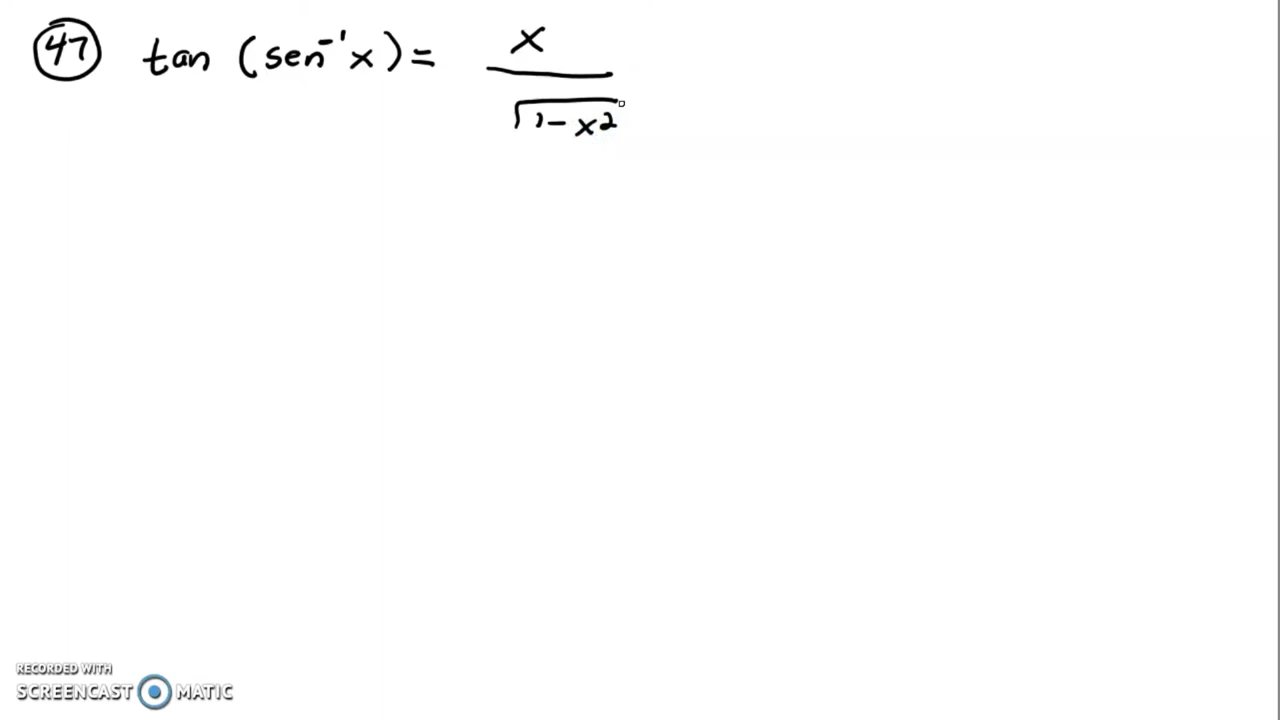 47 tan (sen⁻¹x) = x / √(1 - x²)
RECORDED WITH
SCREENCAST MATIC